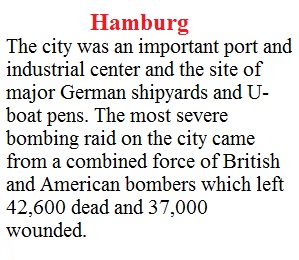 Hamburg
The city was an important port and
industrial center and the site of
major German shipyards and U-
boat pens. The most severe
bombing raid on the city came
from a combined force of British
and American bombers which left
42,600 dead and 37,000
wounded.